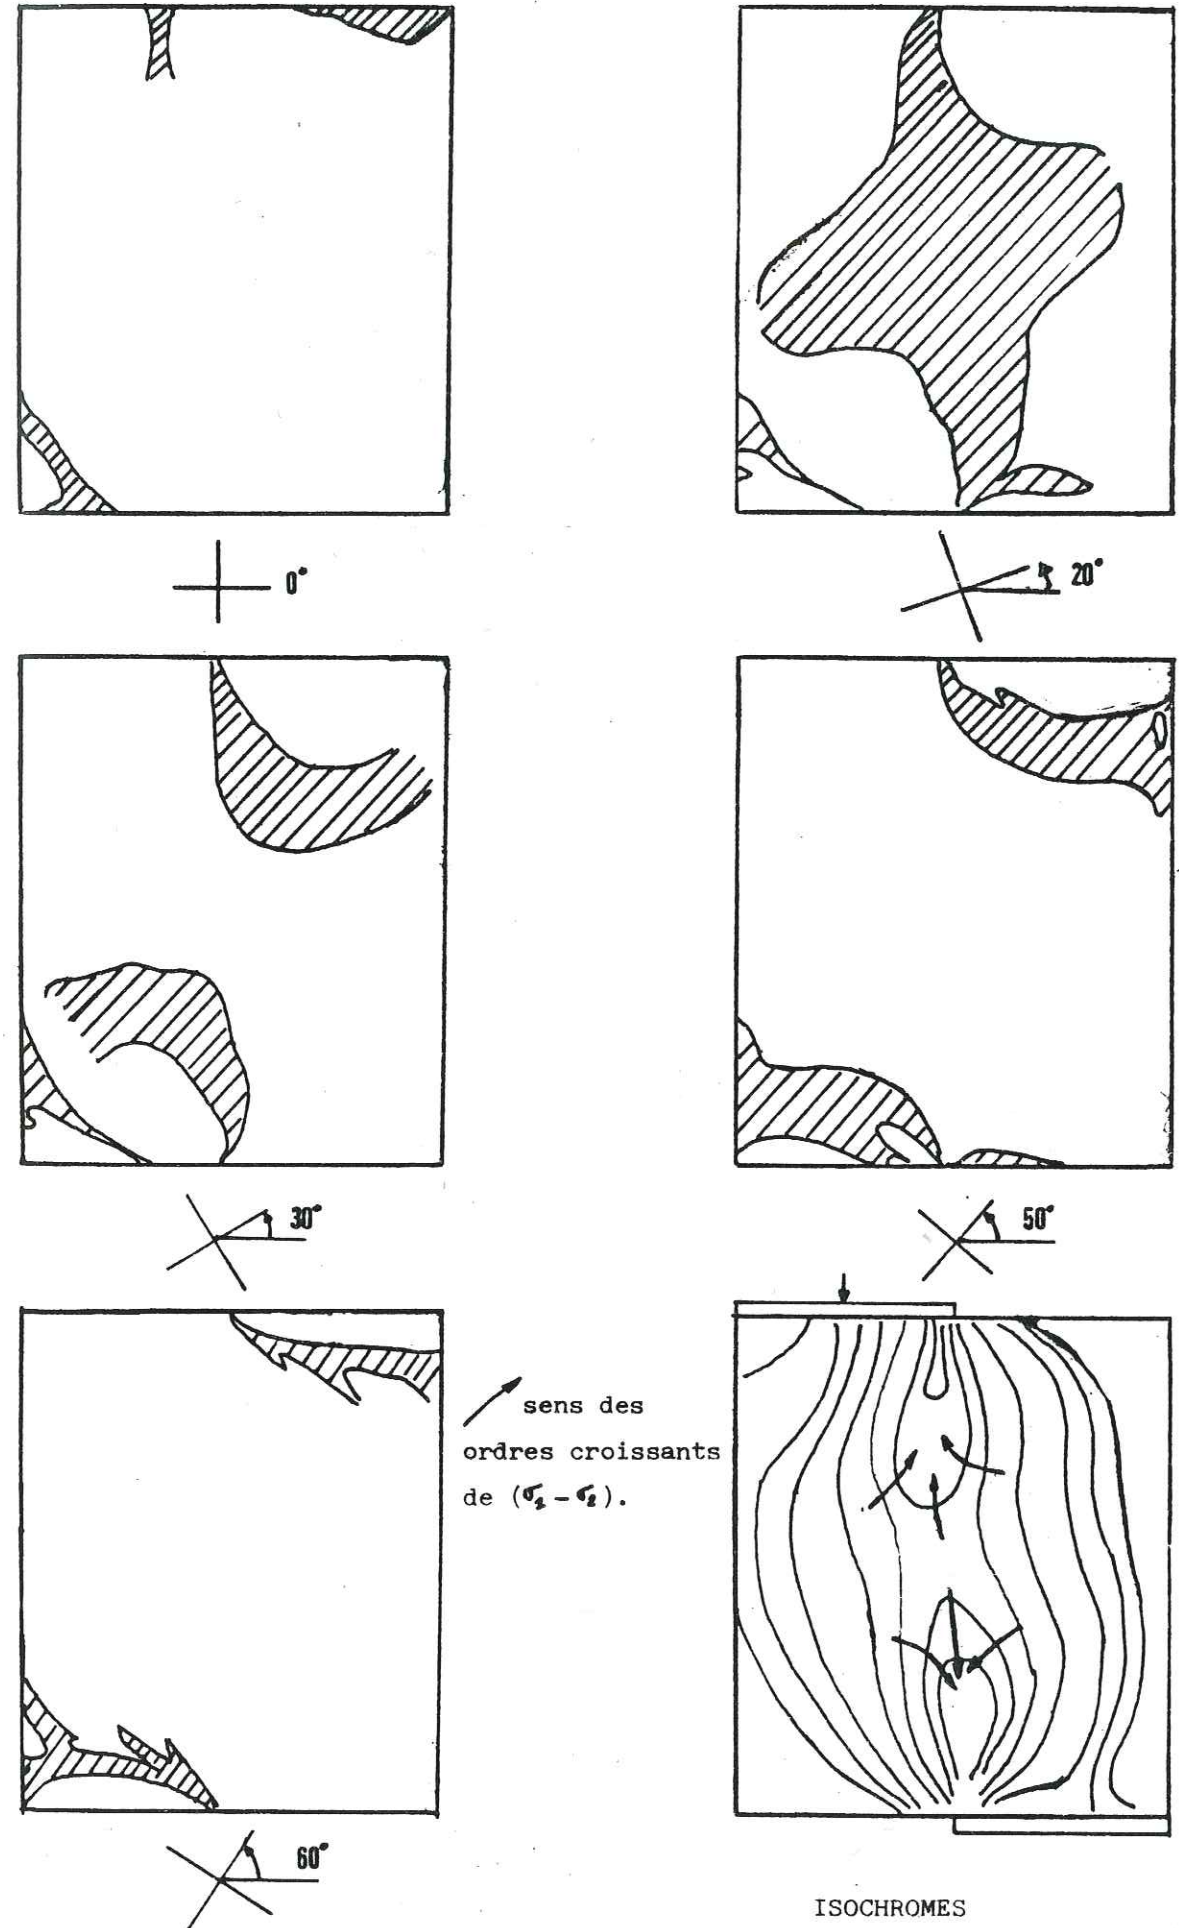 0°
20°
30°
50°
sens des
ordres croissants
de (σ₁ - σ₂).
60°
ISOCHROMES